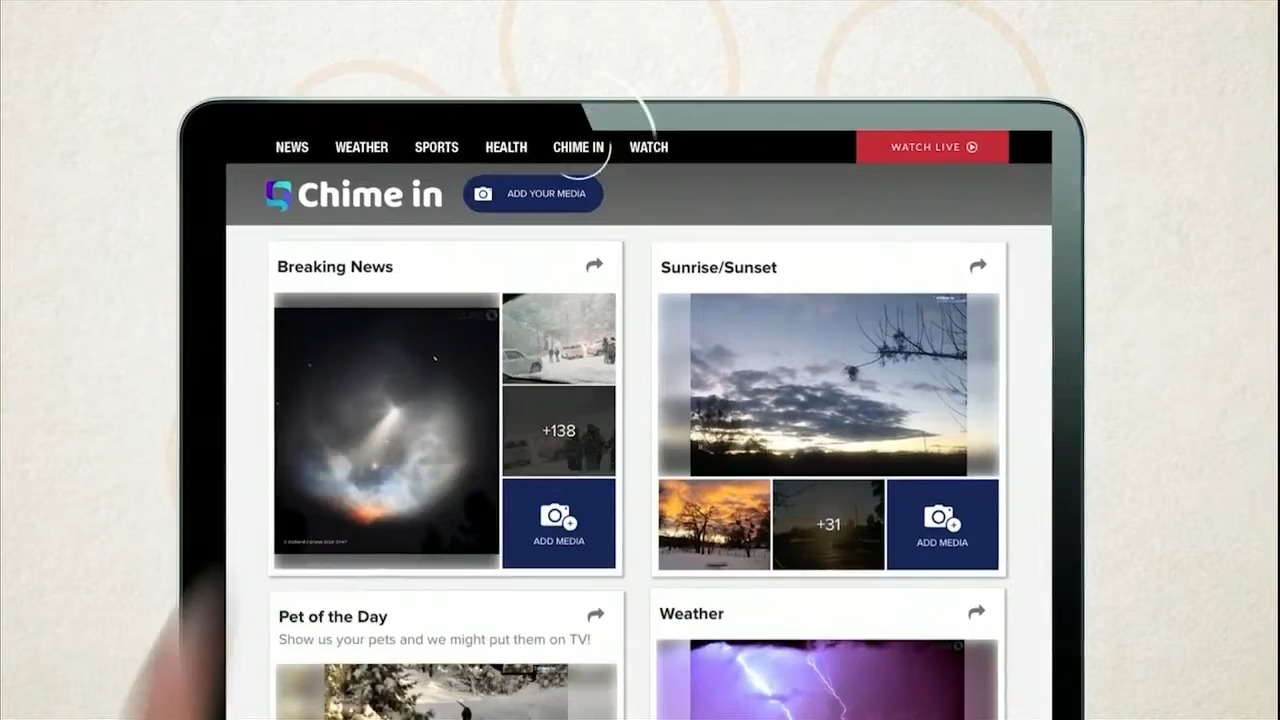 NEWS WEATHER SPORTS HEALTH CHIME IN WATCH WATCH LIVE
Chime in ADD YOUR MEDIA
Breaking News
+138
ADD MEDIA
Sunrise/Sunset
+31
ADD MEDIA
Pet of the Day
Show us your pets and we might put them on TV!
Weather